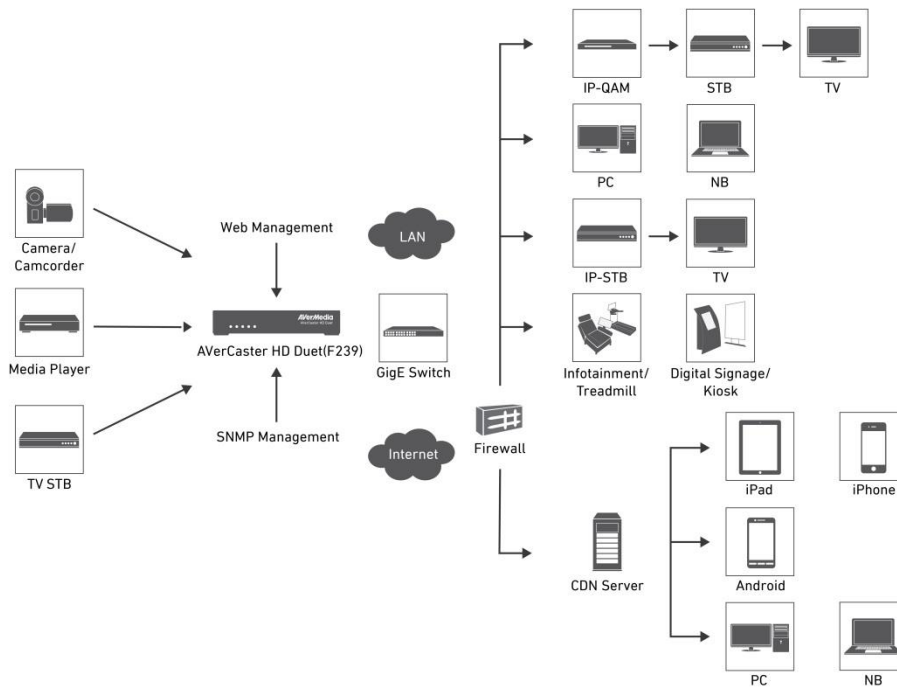 IP-QAM
STB
TV
PC
NB
Camera/
Camcorder
Web Management
LAN
IP-STB
TV
Media Player
AVerMedia
AVerCaster HD Duet(F239)
GigE Switch
Infotainment/
Treadmill
Digital Signage/
Kiosk
TV STB
SNMP Management
Internet
Firewall
iPad
iPhone
CDN Server
Android
PC
NB